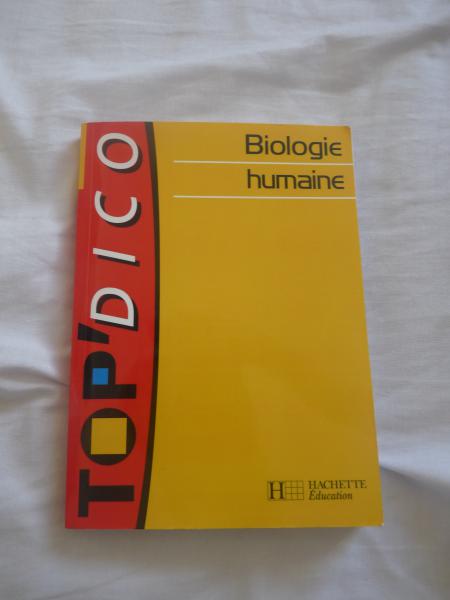 TOP'DICO
Biologie
humaine
H
HACHETTE
Éducation